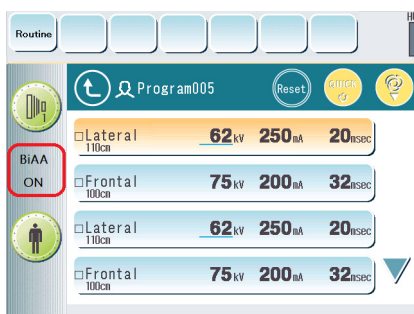 Routine
Program005
Reset
QUICK
BiAA
ON
□Lateral 62kV 250mA 20msec
110cm
□Frontal 75kV 200mA 32msec
100cm
□Lateral 62kV 250mA 20msec
110cm
□Frontal 75kV 200mA 32msec
100cm